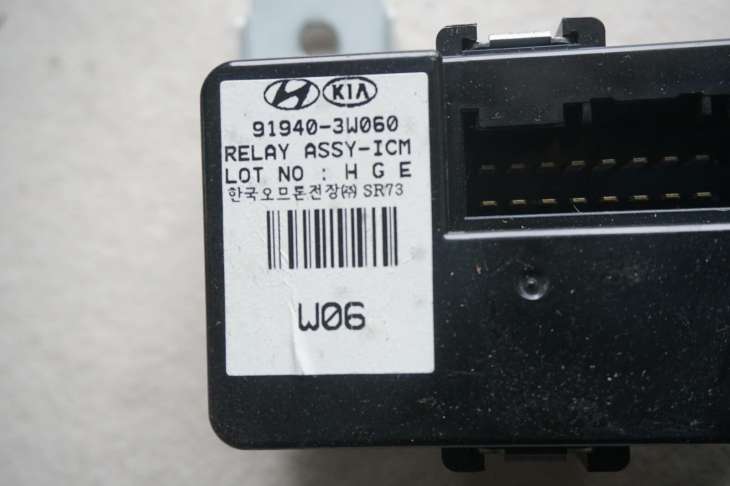 KIA
91940-3W060
RELAY ASSY-ICM
LOT NO : H G E
한국오므론전장㈜ SR73
W06